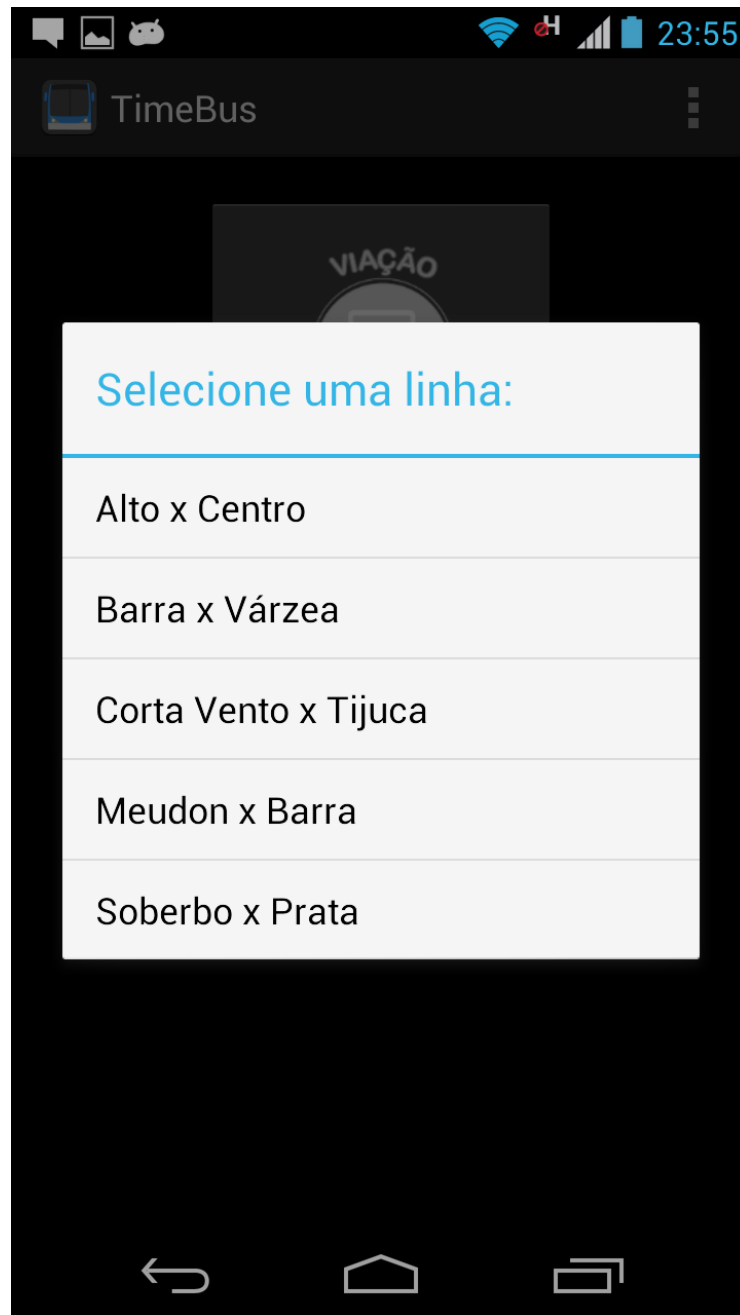 H 23:55
TimeBus
VIAÇÃO
Selecione uma linha:
Alto x Centro
Barra x Várzea
Corta Vento x Tijuca
Meudon x Barra
Soberbo x Prata